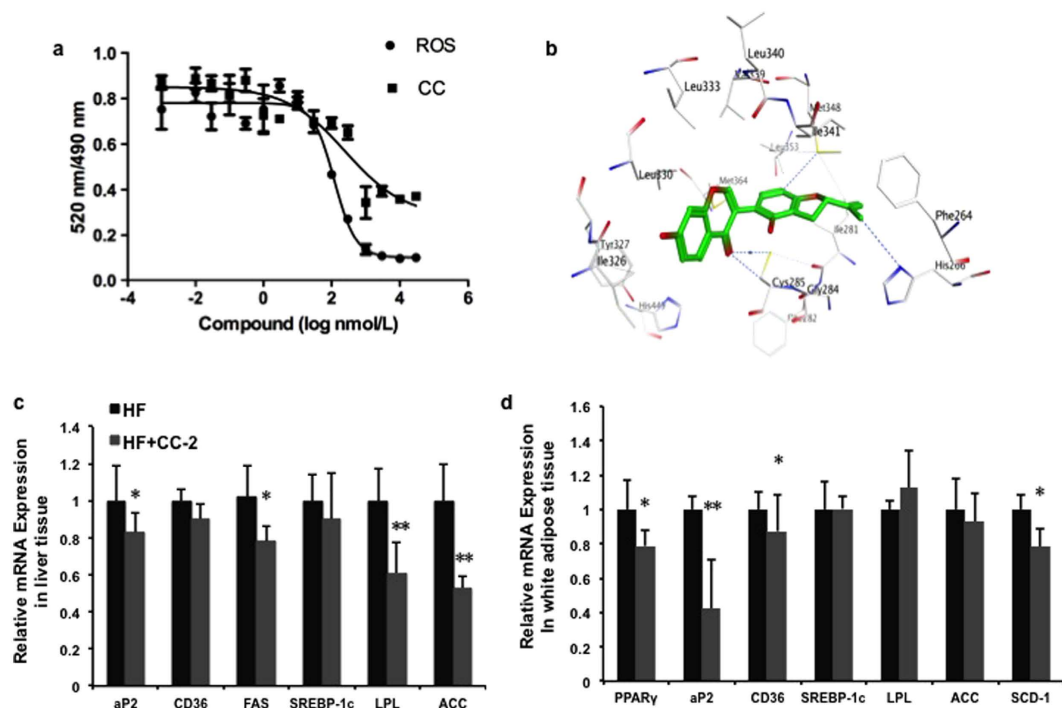 a
ROS
CC
1.0
0.8
0.6
0.4
0.2
0.0
520 nm/490 nm
-4 -2 0 2 4 6
Compound (log nmol/L)
b
Leu340
Leu333
Met348
Ile341
Leu353
Leu330
Met364
Phe264
Ile281
Tyr327
Ile326
His266
Cys285
Gly284
His449
c
HF
HF+CC-2
1.4
1.2
1
0.8
0.6
0.4
0.2
0
Relative mRNA Expression
in liver tissue
* * ** **
aP2 CD36 FAS SREBP-1c LPL ACC
d
1.6
1.4
1.2
1
0.8
0.6
0.4
0.2
0
Relative mRNA Expression
In white adipose tissue
* ** * *
PPARγ aP2 CD36 SREBP-1c LPL ACC SCD-1